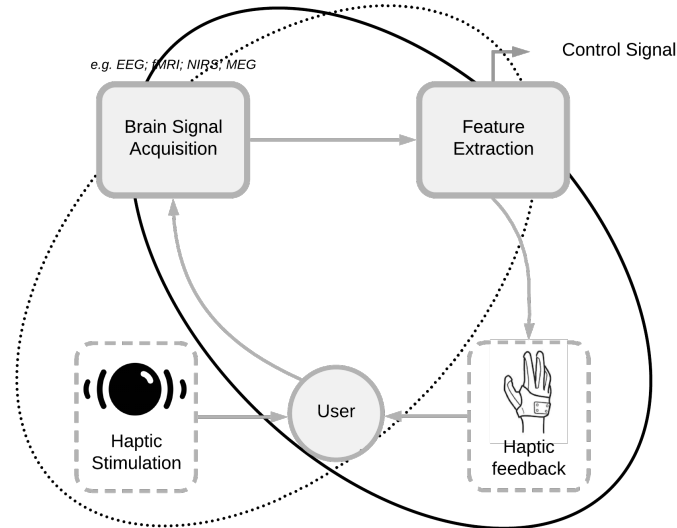 e.g. EEG; fMRI; NIRS; MEG
Control Signal
Brain Signal
Acquisition
Feature
Extraction
User
Haptic
Stimulation
Haptic
feedback